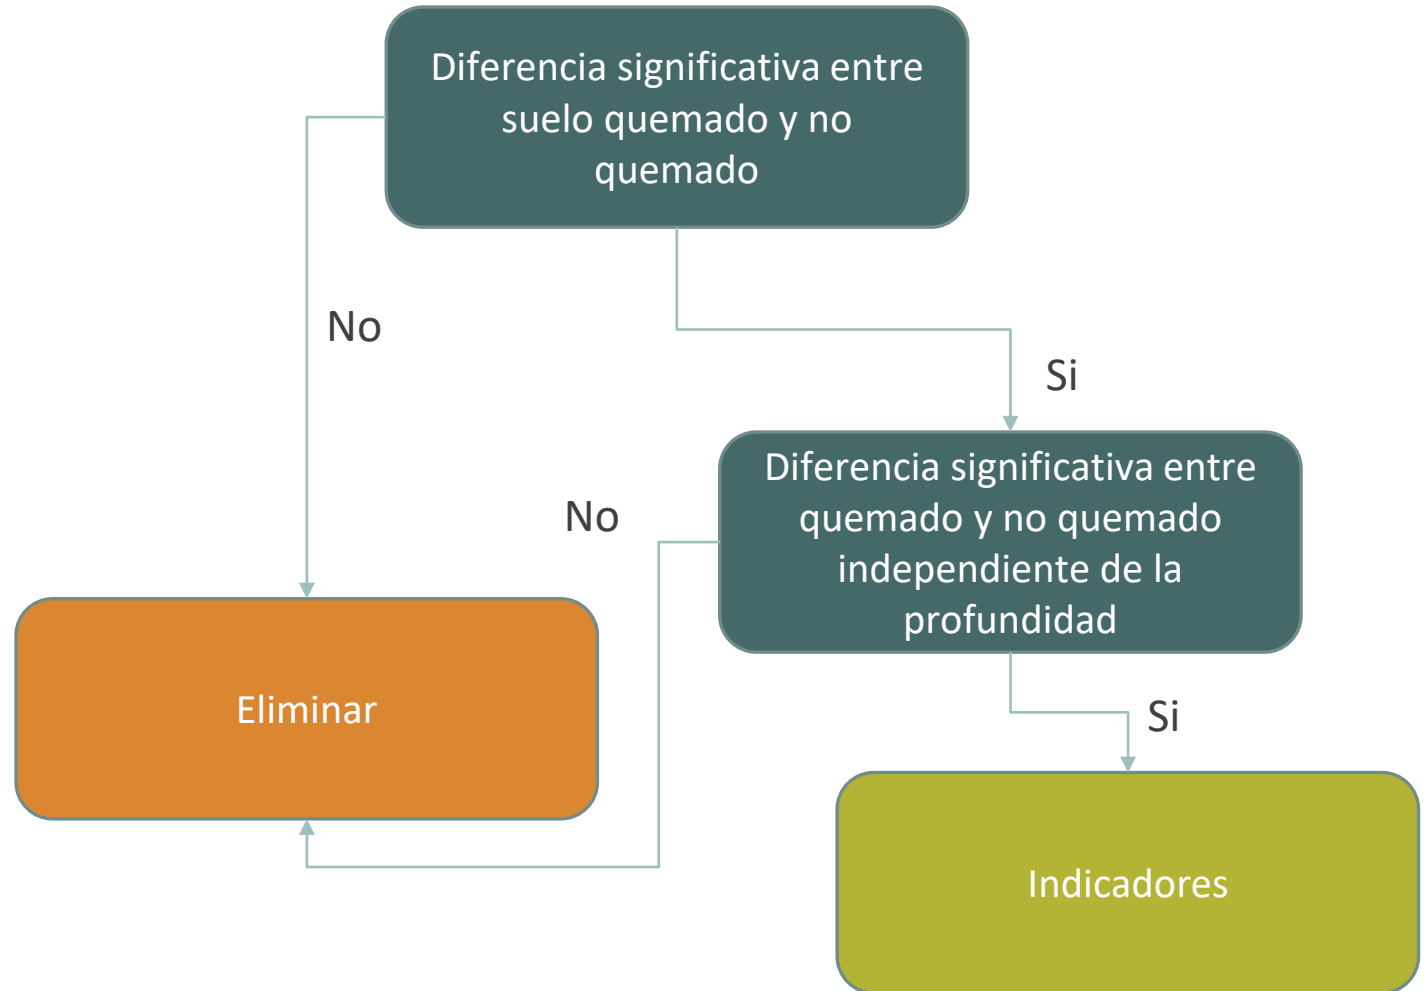 Diferencia significativa entre
suelo quemado y no
quemado
No
Si
Diferencia significativa entre
quemado y no quemado
independiente de la
profundidad
No
Eliminar
Si
Indicadores